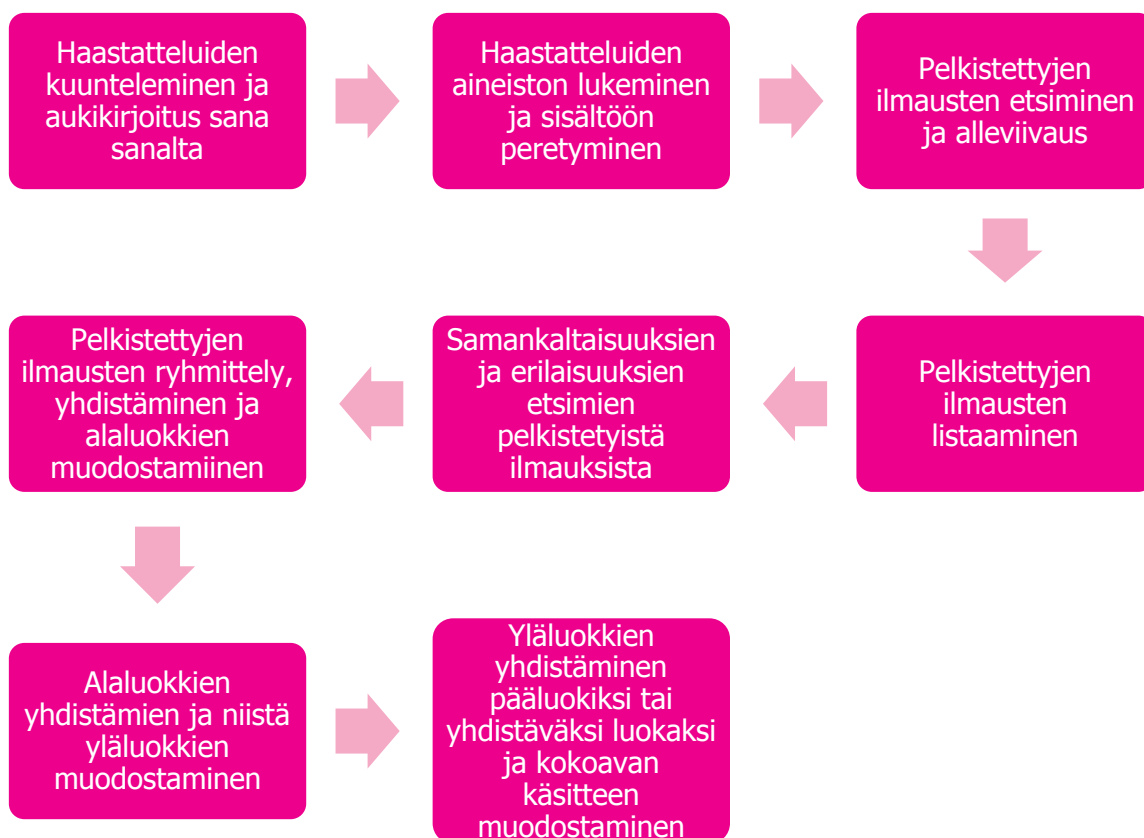 Haastatteluiden
kuunteleminen ja
aukikirjoitus sana
sanalta
Haastatteluiden
aineiston lukeminen
ja sisältöön
peretyminen
Pelkistettyjen
ilmausten etsiminen
ja alleviivaus
Pelkistettyjen
ilmausten
listaaminen
Samankaltaisuuksien
ja erilaisuuksien
etsimien
pelkistetyistä
ilmauksista
Pelkistettyjen
ilmausten ryhmittely,
yhdistäminen ja
alaluokkien
muodostamiinen
Alaluokkien
yhdistämien ja niistä
yläluokkien
muodostaminen
Yläluokkien
yhdistäminen
pääluokiksi tai
yhdistäväksi luokaksi
ja kokoavan
käsitteen
muodostaminen